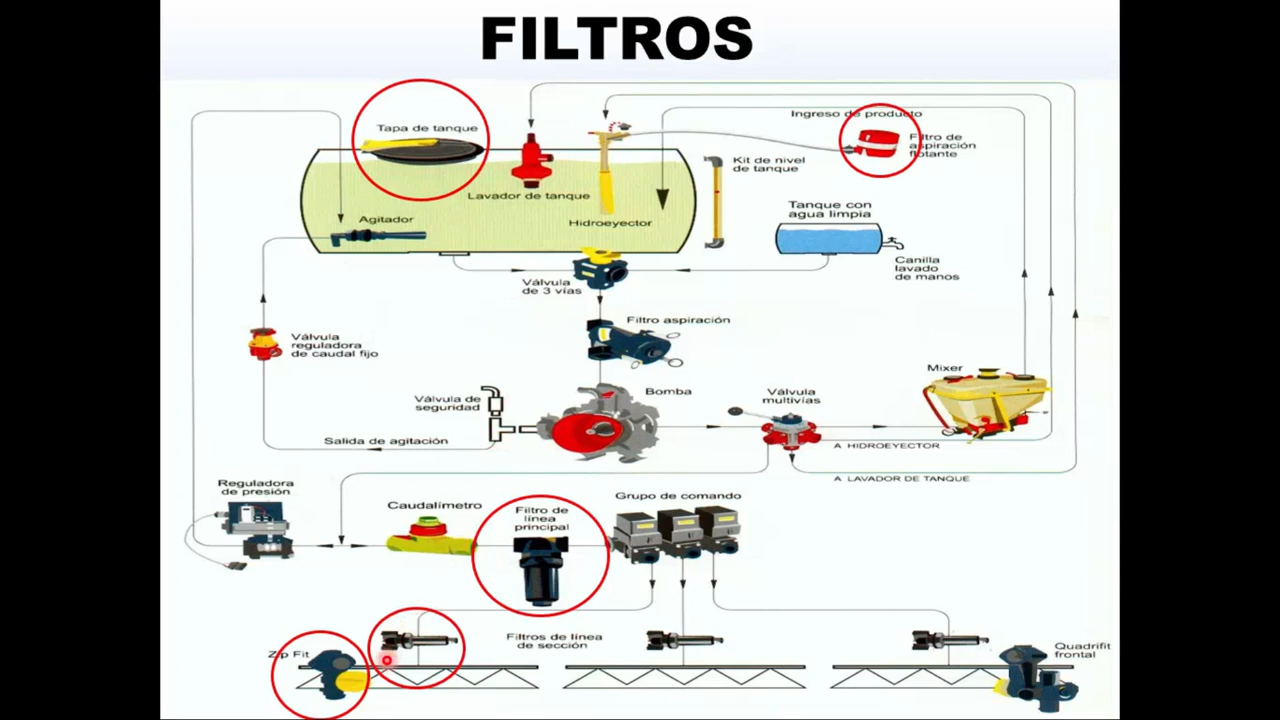 FILTROS
Tapa de tanque
Ingreso de producto
Filtro de
aspiración
flotante
Kit de nivel
de tanque
Lavador de tanque
Tanque con
agua limpia
Agitador
Hidroeyector
Canilla
lavado
de manos
Válvula
de 3 vías
Filtro aspiración
Válvula
reguladora
de caudal fijo
Mixer
Válvula de
seguridad
Bomba
Válvula
multivías
Salida de agitación
A HIDROEYECTOR
A LAVADOR DE TANQUE
Reguladora
de presión
Caudalímetro
Filtro de
línea
principal
Grupo de comando
Filtros de línea
de sección
Zip Fit
Quadrifit
frontal